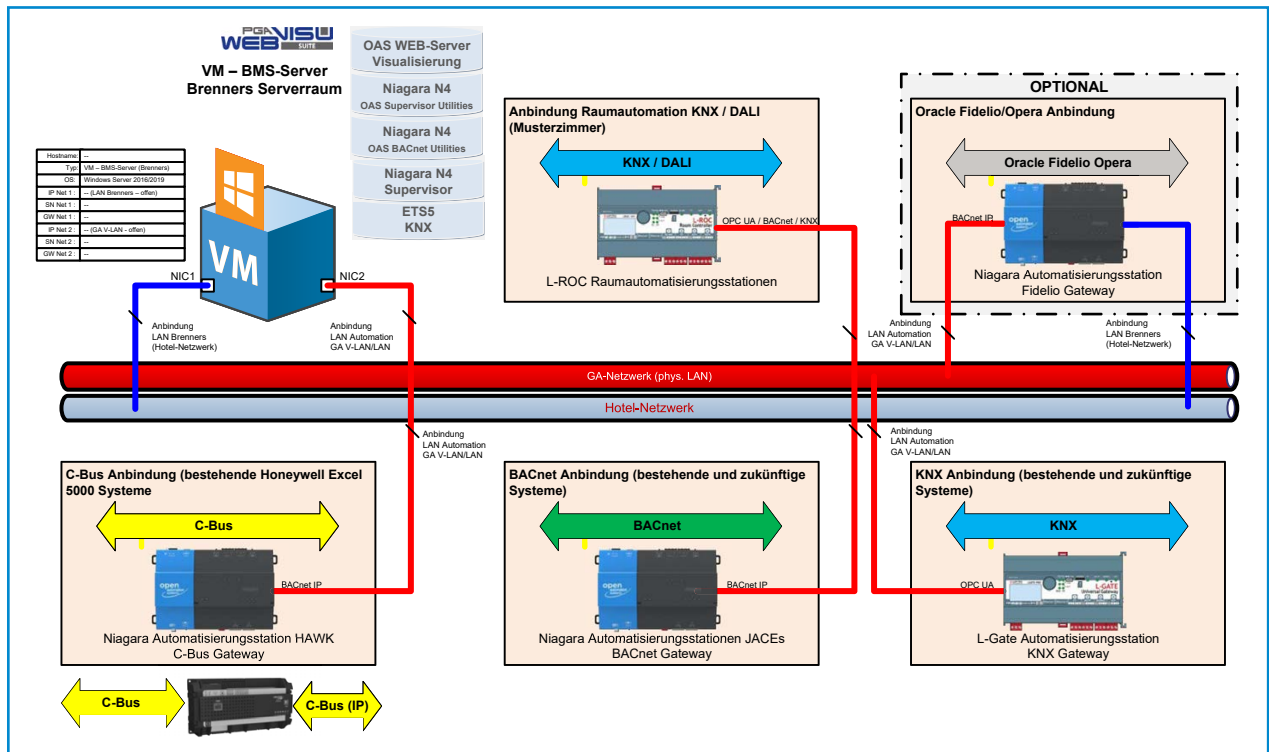 PGA
WEBVISU
SUITE
VM – BMS-Server
Brenners Serverraum
OAS WEB-Server
Visualisierung
Niagara N4
OAS Supervisor Utilities
Niagara N4
OAS BACnet Utilities
Niagara N4
Supervisor
ETS5
KNX
Hostname: --
Typ: VM – BMS-Server (Brenners)
OS: Windows Server 2016/2019
IP Net 1 : -- (LAN Brenners – offen)
SN Net 1 : --
GW Net 1 : --
IP Net 2 : -- (GA V-LAN - offen)
SN Net 2 : --
GW Net 2 : --
VM
NIC1
NIC2
Anbindung
LAN Brenners
(Hotel-Netzwerk)
Anbindung
LAN Automation
GA V-LAN/LAN
Anbindung Raumautomation KNX / DALI
(Musterzimmer)
KNX / DALI
L-ROC
Room Controller
OPC UA / BACnet / KNX
L-ROC Raumautomatisierungsstationen
OPTIONAL
Oracle Fidelio/Opera Anbindung
Oracle Fidelio Opera
BACnet IP
open
Niagara Automatisierungsstation
Fidelio Gateway
Anbindung
LAN Automation
GA V-LAN/LAN
Anbindung
LAN Brenners
(Hotel-Netzwerk)
GA-Netzwerk (phys. LAN)
Hotel-Netzwerk
Anbindung
LAN Automation
GA V-LAN/LAN
Anbindung
LAN Automation
GA V-LAN/LAN
C-Bus Anbindung (bestehende Honeywell Excel
5000 Systeme
C-Bus
open
BACnet IP
Niagara Automatisierungsstation HAWK
C-Bus Gateway
C-Bus
C-Bus (IP)
BACnet Anbindung (bestehende und zukünftige
Systeme)
BACnet
open
BACnet IP
Niagara Automatisierungsstationen JACEs
BACnet Gateway
KNX Anbindung (bestehende und zukünftige
Systeme)
KNX
OPC UA
L-GATE
Universal Gateway
L-Gate Automatisierungsstation
KNX Gateway